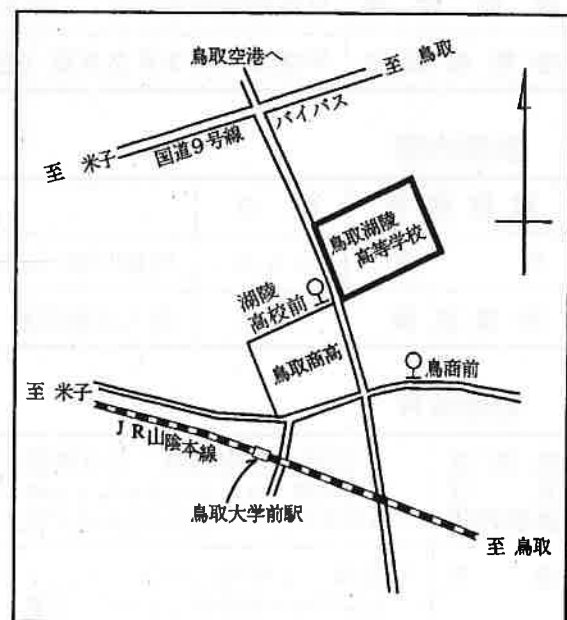 鳥取空港へ
至 鳥取
バイパス
国道9号線
至 米子
鳥取湖陵
高等学校
湖陵
高校前
鳥取商高
鳥商前
至 米子
JR山陰本線
鳥取大学前駅
至 鳥取